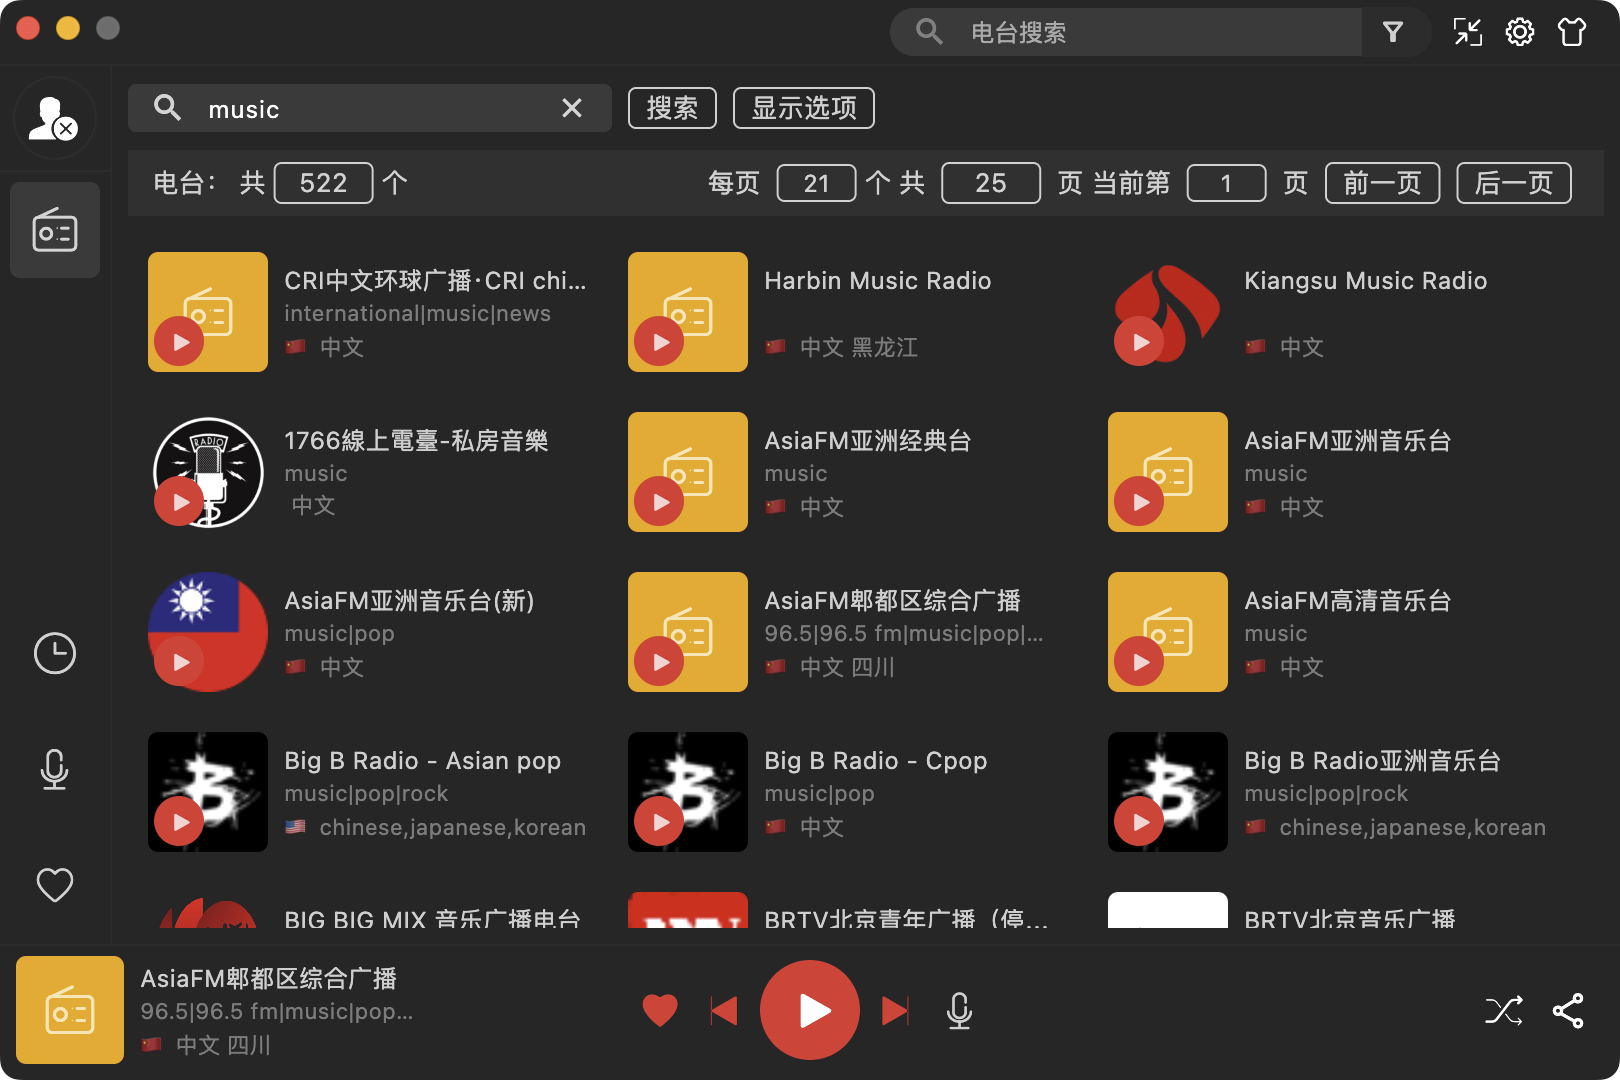 电台搜索
music
搜索
显示选项
电台： 共 522 个
每页 21 个 共 25 页 当前第 1 页
前一页
后一页
CRI中文环球广播·CRI chi...
international|music|news
中文
Harbin Music Radio
中文 黑龙江
Kiangsu Music Radio
中文
RADIO
1766線上電臺-私房音樂
music
中文
AsiaFM亚洲经典台
music
中文
AsiaFM亚洲音乐台
music
中文
AsiaFM亚洲音乐台(新)
music|pop
中文
AsiaFM郫都区综合广播
96.5|96.5 fm|music|pop|...
中文 四川
AsiaFM高清音乐台
music
中文
Big B Radio - Asian pop
music|pop|rock
chinese,japanese,korean
Big B Radio - Cpop
music|pop
中文
Big B Radio亚洲音乐台
music|pop|rock
chinese,japanese,korean
BIG BIG MIX 音乐广播电台
BRTV北京青年广播（停...
BRTV北京音乐广播
AsiaFM郫都区综合广播
96.5|96.5 fm|music|pop...
中文 四川